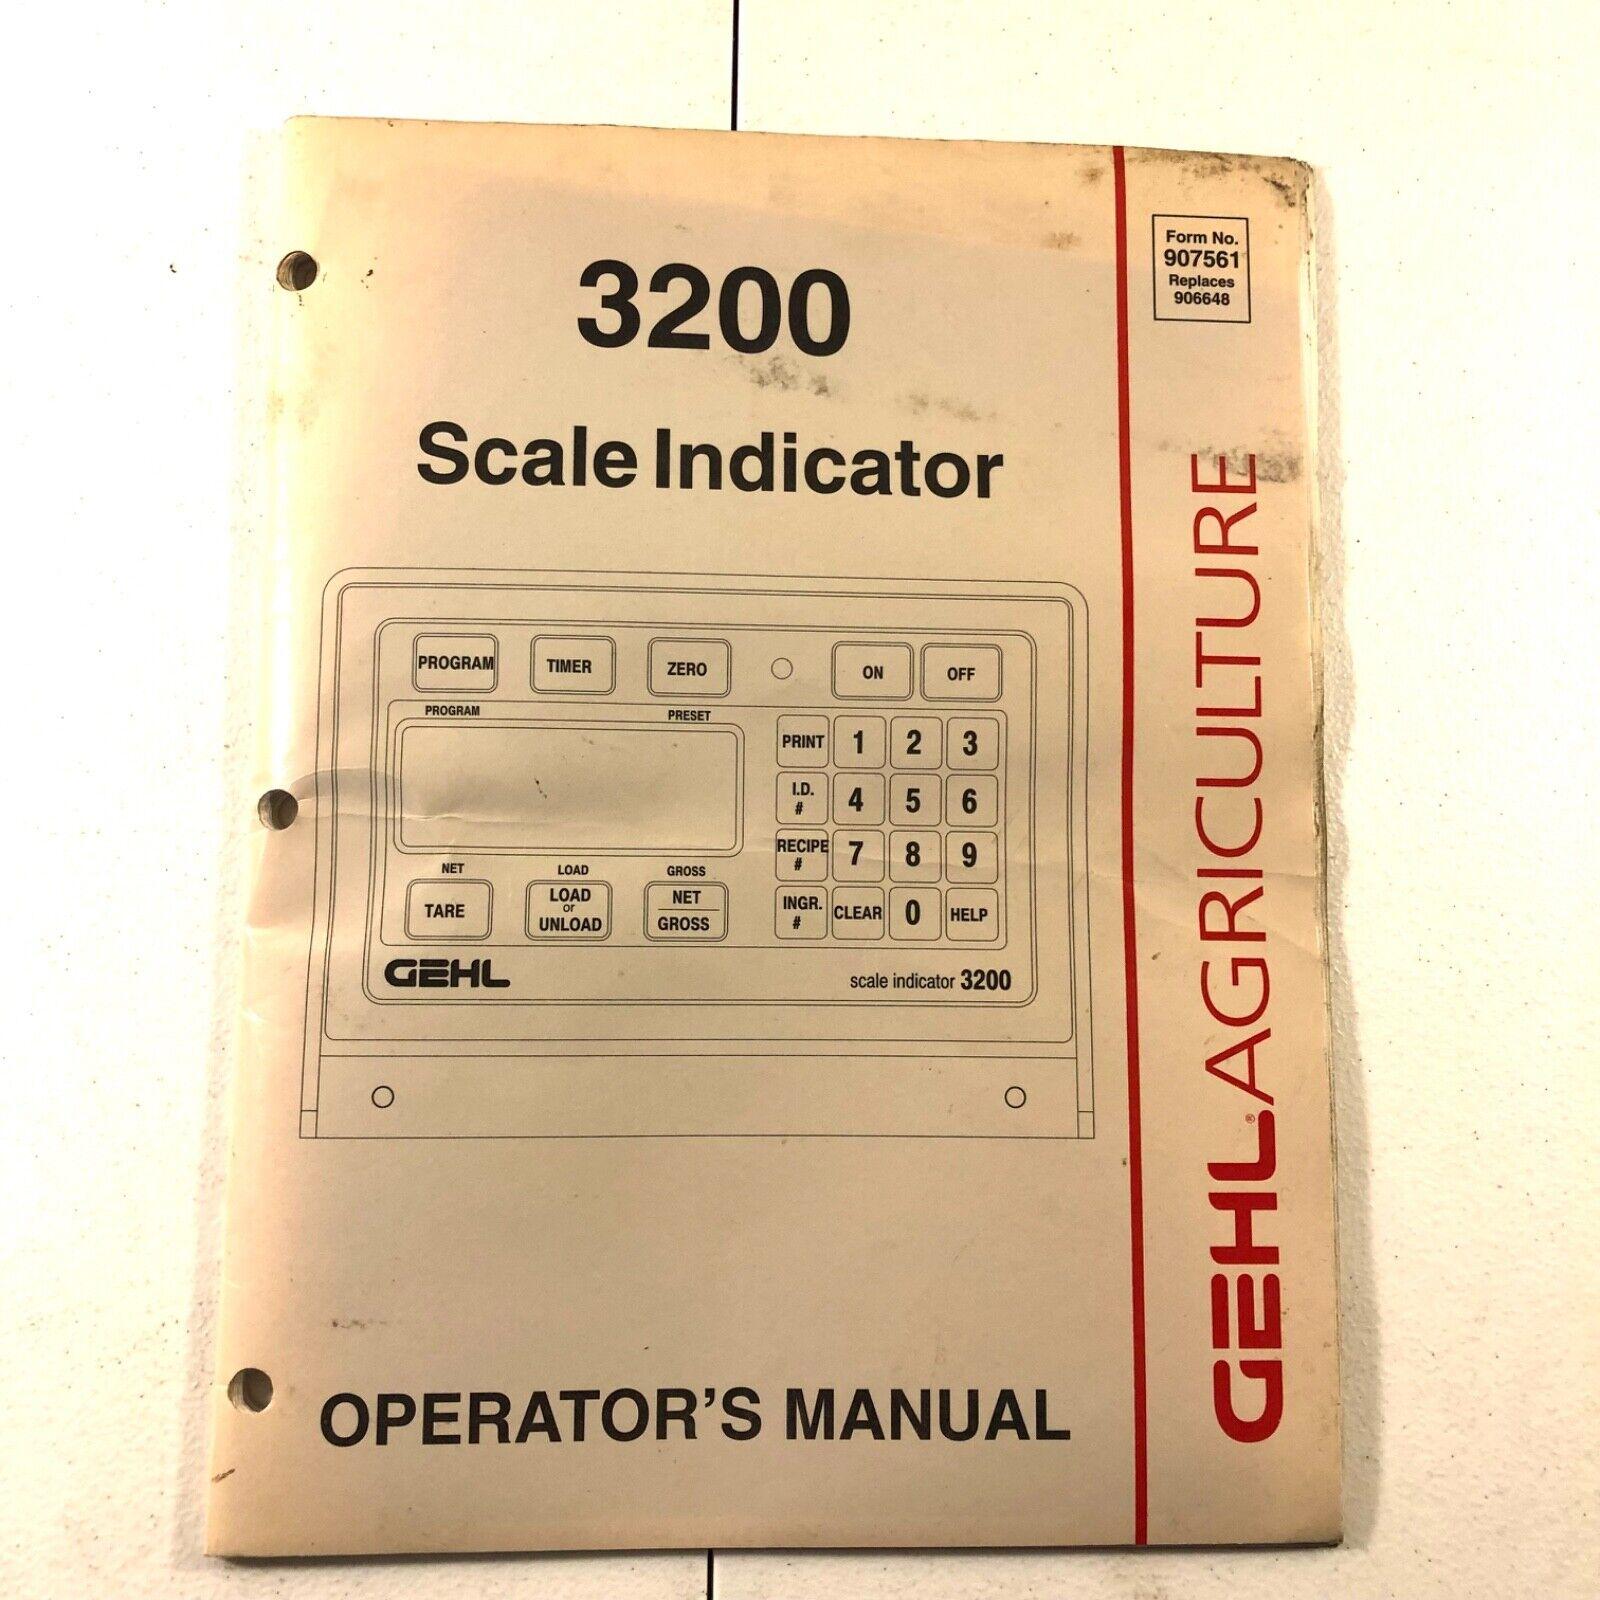 3200
Scale Indicator
Form No.
907561
Replaces
906648
PROGRAM
TIMER
ZERO
ON
OFF
PROGRAM
PRESET
PRINT
1
2
3
I.D.
#
4
5
6
RECIPE
#
7
8
9
INGR.
#
CLEAR
0
HELP
NET
LOAD
GROSS
TARE
LOAD
or
UNLOAD
NET
GROSS
GEHL
scale indicator 3200
OPERATOR'S MANUAL
GEHL® AGRICULTURE